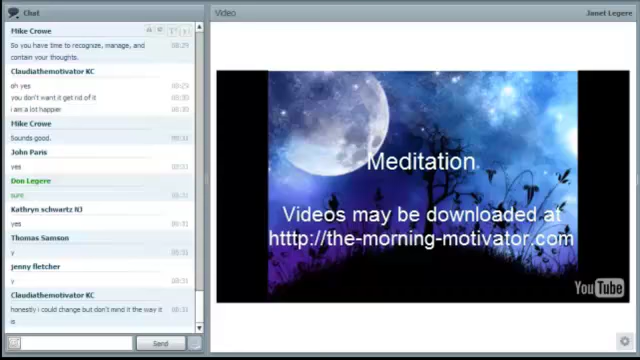 Chat
Mike Crowe
So you have time to recognize, manage, and
contain your thoughts.
Claudiathemotivator KC
oh yes
you don't want it get rid of it
i am a lot happer
Mike Crowe
Sounds good.
John Paris
yes
Don Legere
sure
Kathryn schwartz NJ
yes
Thomas Samson
y
jenny fletcher
y
Claudiathemotivator KC
honestly i could change but don't mind it the way it
is
Send
Video
Janet Legere
Meditation
Videos may be downloaded at
htttp://the-morning-motivator.com
YouTube